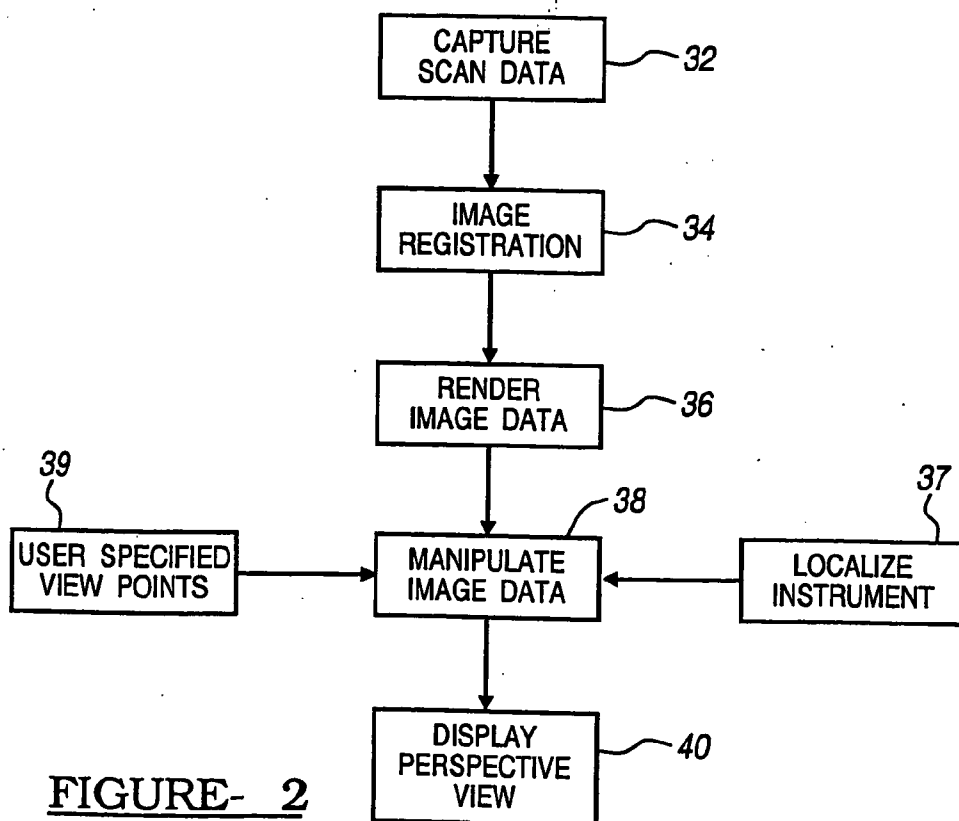 CAPTURE
SCAN DATA
32
IMAGE
REGISTRATION
34
RENDER
IMAGE DATA
36
39
USER SPECIFIED
VIEW POINTS
38
MANIPULATE
IMAGE DATA
37
LOCALIZE
INSTRUMENT
DISPLAY
PERSPECTIVE
VIEW
40
FIGURE- 2